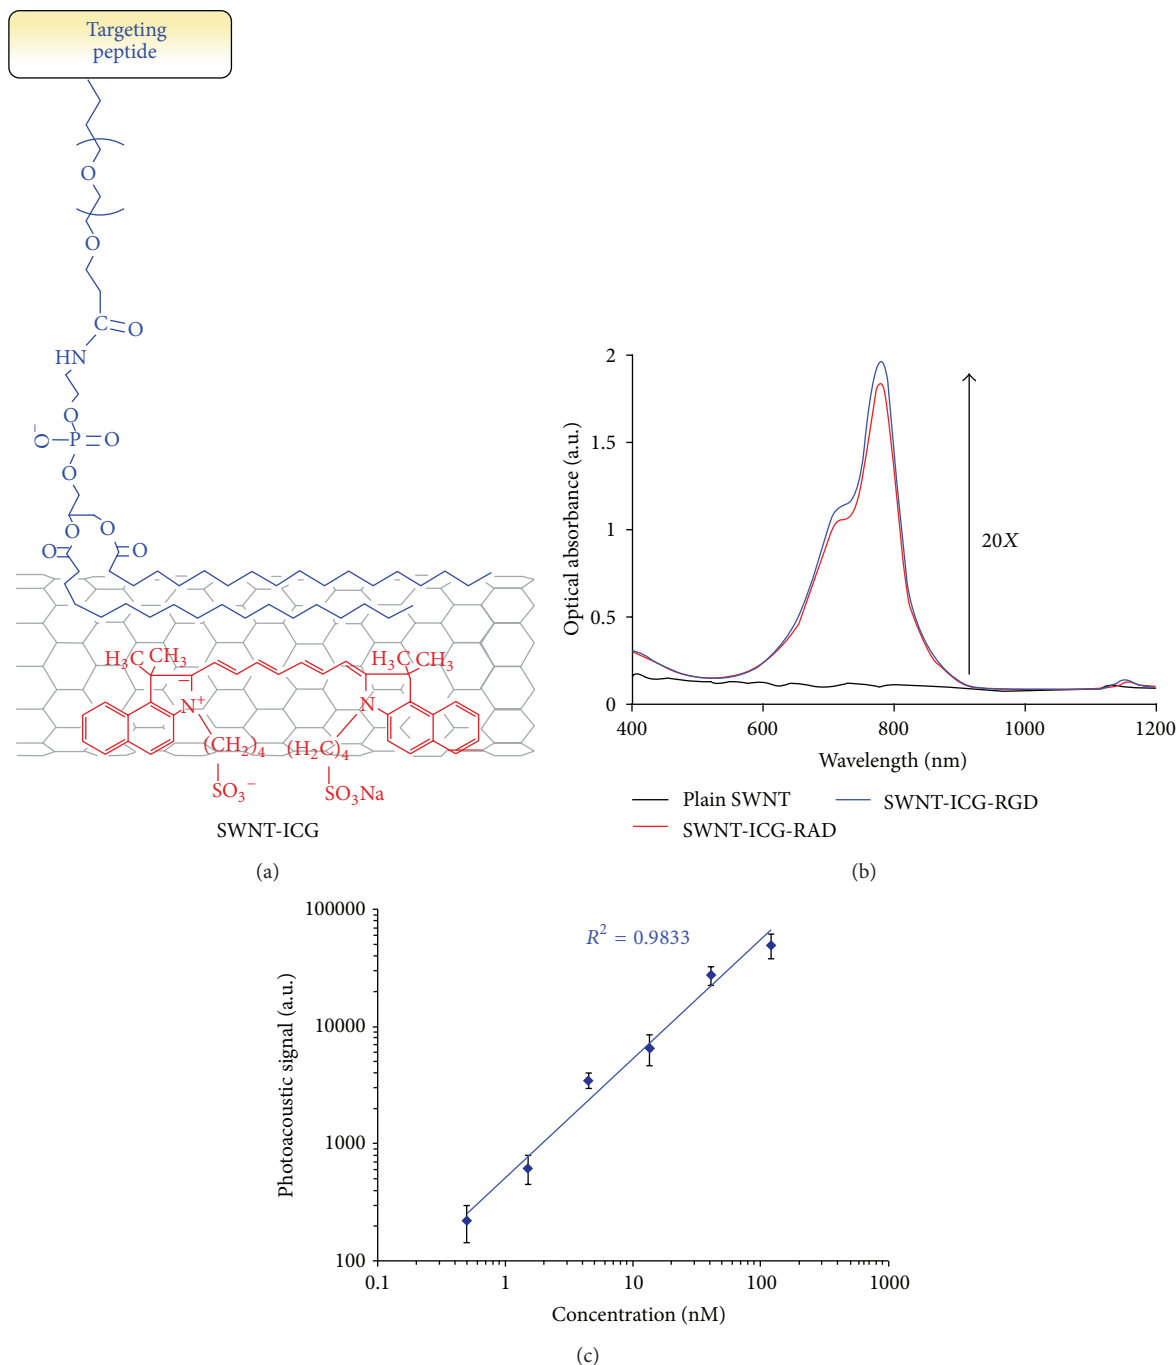 Targeting
peptide
O
O
C
O
HN
O
O⁻
P
O
O
O
O
O
O
H₃C
CH₃
H₃C
CH₃
N⁺
N
(CH₂)₄
(H₂C)₄
SO₃⁻
SO₃Na
SWNT-ICG
(a)
Optical absorbance (a.u.)
2
1.5
1
0.5
0
20X
400
600
800
1000
1200
Wavelength (nm)
Plain SWNT
SWNT-ICG-RGD
SWNT-ICG-RAD
(b)
Photoacoustic signal (a.u.)
100000
10000
1000
100
R² = 0.9833
0.1
1
10
100
1000
Concentration (nM)
(c)